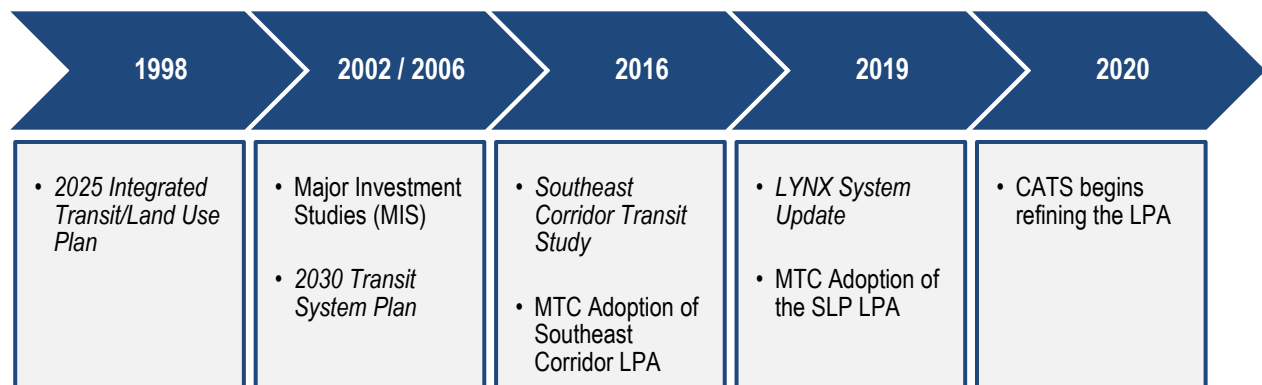 1998
2002 / 2006
2016
2019
2020
• 2025 Integrated
Transit/Land Use
Plan
• Major Investment
Studies (MIS)
• 2030 Transit
System Plan
• Southeast
Corridor Transit
Study
• MTC Adoption of
Southeast
Corridor LPA
• LYNX System
Update
• MTC Adoption of
the SLP LPA
• CATS begins
refining the LPA